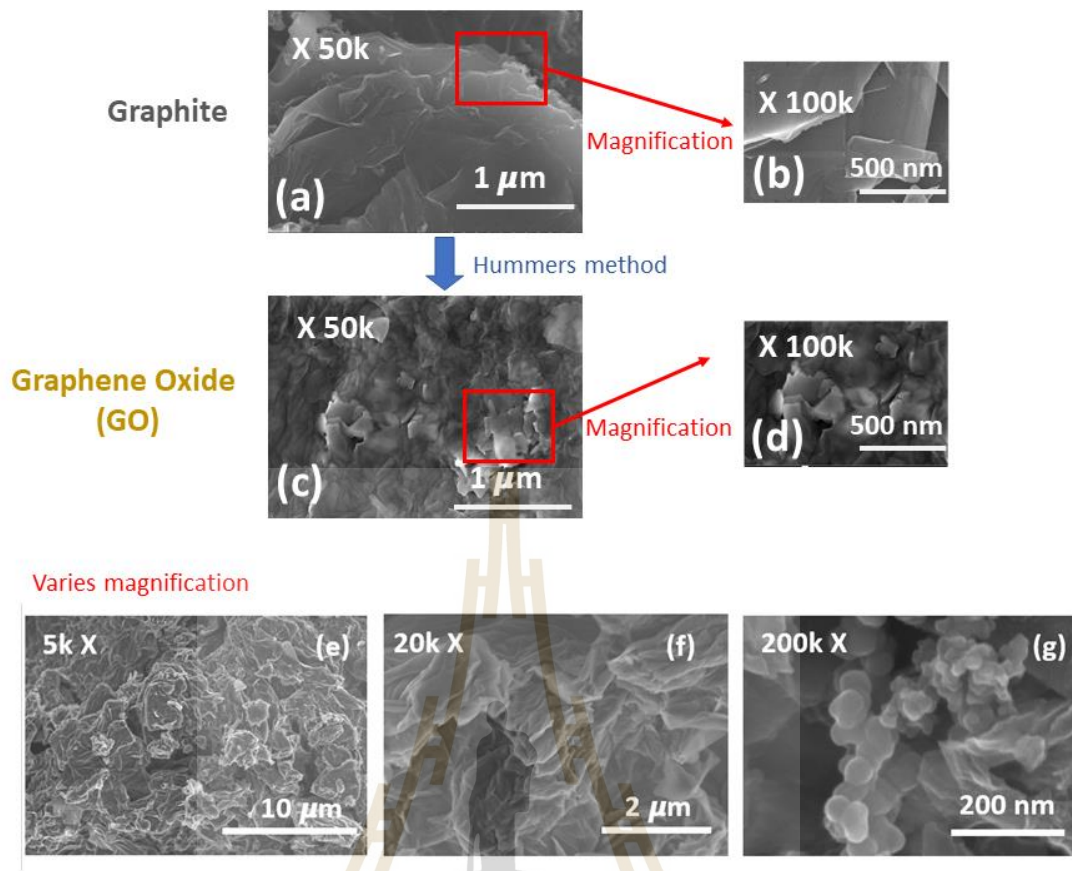 X 50k
X 100k
Graphite
Magnification
1 μm
500 nm
(a)
(b)
Hummers method
X 50k
X 100k
Graphene Oxide
(GO)
Magnification
500 nm
(c)
1 μm
(d)
Varies magnification
5k X
(e)
20k X
(f)
200k X
(g)
10 μm
2 μm
200 nm